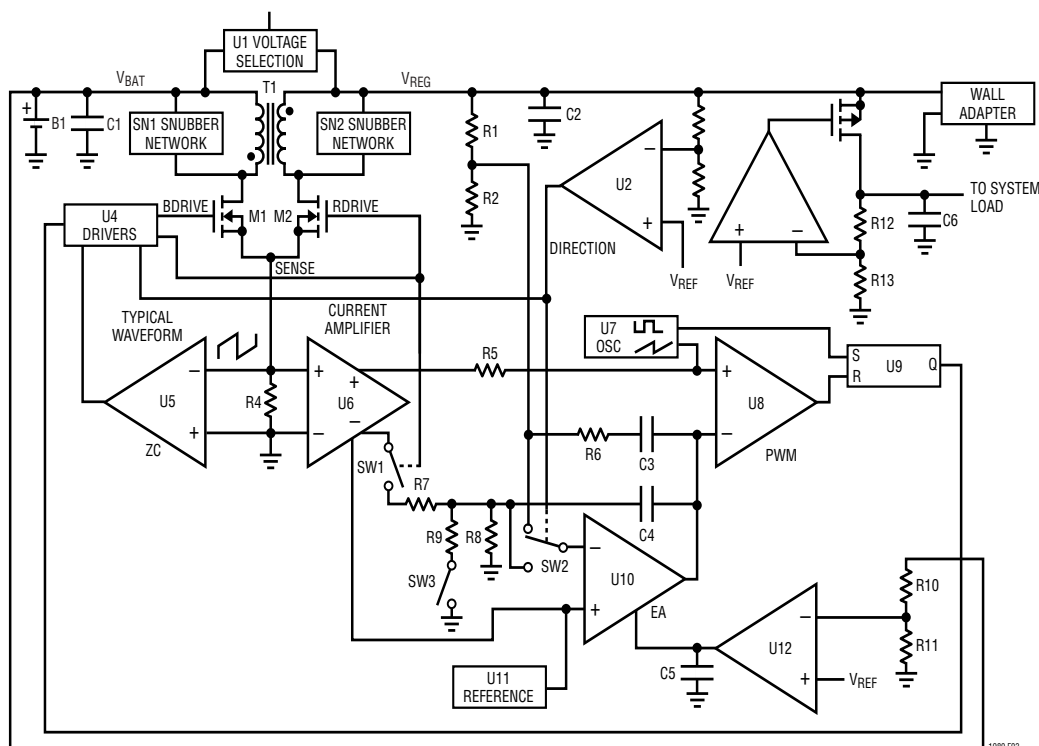 U1 VOLTAGE
SELECTION
VBAT
T1
VREG
+
B1
C1
SN1 SNUBBER
NETWORK
SN2 SNUBBER
NETWORK
R1
C2
WALL
ADAPTER
U4
DRIVERS
BDRIVE
M1
M2
RDRIVE
R2
−
U2
+
DIRECTION
VREF
+
−
VREF
R12
R13
TO SYSTEM
LOAD
C6
SENSE
TYPICAL
WAVEFORM
CURRENT
AMPLIFIER
−
U5
+
ZC
R4
+
+
U6
−
−
R5
U7
OSC
+
U8
−
PWM
S
R
U9
Q
SW1
R7
R6
C3
C4
R9
R8
SW3
SW2
−
U10
+
EA
U11
REFERENCE
C5
−
U12
+
VREF
R10
R11